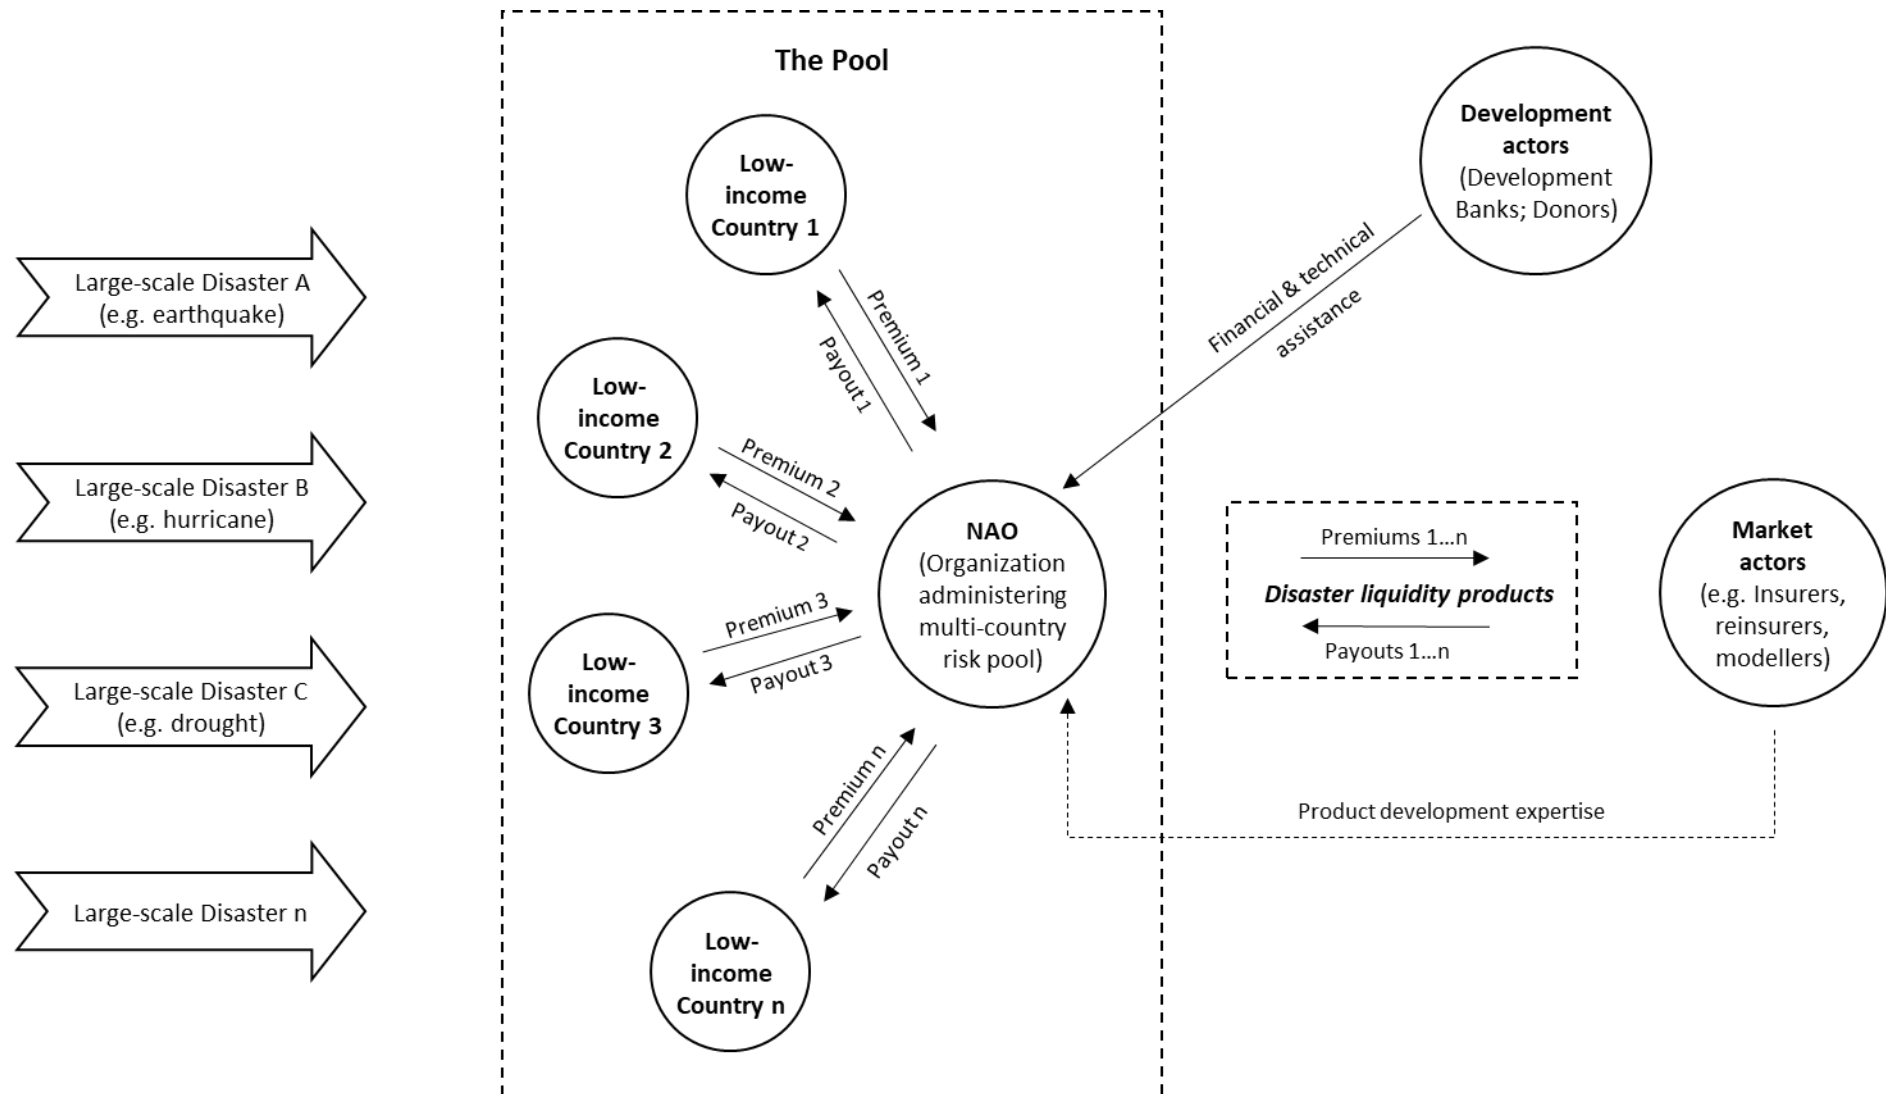 The Pool
Large-scale Disaster A
(e.g. earthquake)
Large-scale Disaster B
(e.g. hurricane)
Large-scale Disaster C
(e.g. drought)
Large-scale Disaster n
Low-
income
Country 1
Premium 1
Payout 1
Low-
income
Country 2
Premium 2
Payout 2
Low-
income
Country 3
Premium 3
Payout 3
Low-
income
Country n
Premium n
Payout n
NAO
(Organization
administering
multi-country
risk pool)
Development
actors
(Development
Banks; Donors)
Financial & technical
assistance
Premiums 1...n
Disaster liquidity products
Payouts 1...n
Market
actors
(e.g. Insurers,
reinsurers,
modellers)
Product development expertise